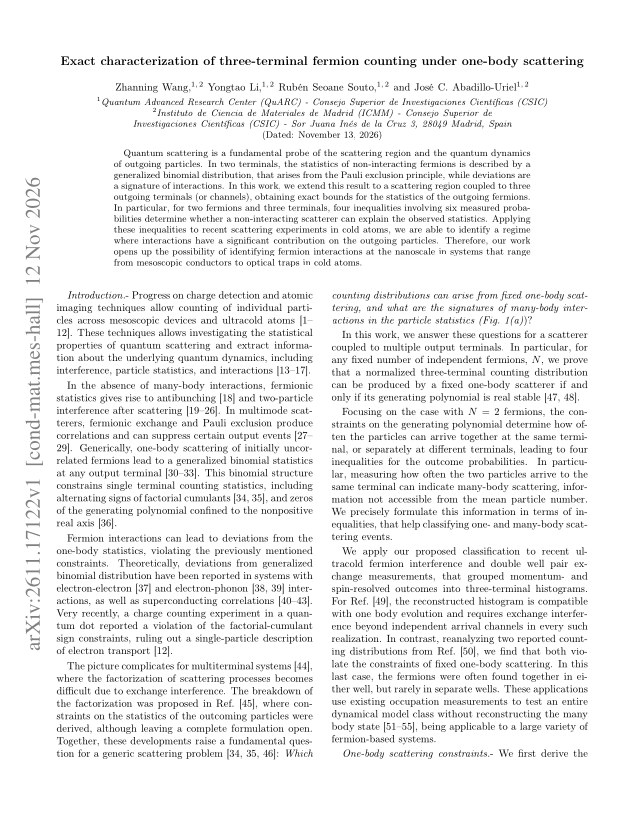 Exact characterization of three-terminal fermion counting under one-body scattering
Zhanning Wang,1, 2 Yongtao Li,1, 2 Rubén Seoane Souto,1, 2 and José C. Abadillo-Uriel1, 2
1Quantum Advanced Research Center (QuARC) - Consejo Superior de Investigaciones Científicas (CSIC)
2Instituto de Ciencia de Materiales de Madrid (ICMM) - Consejo Superior de
Investigaciones Científicas (CSIC) - Sor Juana Inés de la Cruz 3, 28049 Madrid, Spain
(Dated: November 13, 2026)
Quantum scattering is a fundamental probe of the scattering region and the quantum dynamics
of outgoing particles. In two terminals, the statistics of non-interacting fermions is described by a
generalized binomial distribution, that arises from the Pauli exclusion principle, while deviations are
a signature of interactions. In this work, we extend this result to a scattering region coupled to three
outgoing terminals (or channels), obtaining exact bounds for the statistics of the outgoing fermions.
In particular, for two fermions and three terminals, four inequalities involving six measured proba-
bilities determine whether a non-interacting scatterer can explain the observed statistics. Applying
these inequalities to recent scattering experiments in cold atoms, we are able to identify a regime
where interactions have a significant contribution on the outgoing particles. Therefore, our work
opens up the possibility of identifying fermion interactions at the nanoscale in systems that range
from mesoscopic conductors to optical traps in cold atoms.
Introduction.- Progress on charge detection and atomic
imaging techniques allow counting of individual parti-
cles across mesoscopic devices and ultracold atoms [1–
12]. These techniques allows investigating the statistical
properties of quantum scattering and extract informa-
tion about the underlying quantum dynamics, including
interference, particle statistics, and interactions [13–17].
In the absence of many-body interactions, fermionic
statistics gives rise to antibunching [18] and two-particle
interference after scattering [19–26]. In multimode scat-
terers, fermionic exchange and Pauli exclusion produce
correlations and can suppress certain output events [27–
29]. Generically, one-body scattering of initially uncor-
related fermions lead to a generalized binomial statistics
at any output terminal [30–33]. This binomial structure
constrains single terminal counting statistics, including
alternating signs of factorial cumulants [34, 35], and zeros
of the generating polynomial confined to the nonpositive
real axis [36].
Fermion interactions can lead to deviations from the
one-body statistics, violating the previously mentioned
constraints. Theoretically, deviations from generalized
binomial distribution have been reported in systems with
electron-electron [37] and electron-phonon [38, 39] inter-
actions, as well as superconducting correlations [40–43].
Very recently, a charge counting experiment in a quan-
tum dot reported a violation of the factorial-cumulant
sign constraints, ruling out a single-particle description
of electron transport [12].
The picture complicates for multiterminal systems [44],
where the factorization of scattering processes becomes
difficult due to exchange interference. The breakdown of
the factorization was proposed in Ref. [45], where con-
straints on the statistics of the outcoming particles were
derived, although leaving a complete formulation open.
Together, these developments raise a fundamental ques-
tion for a generic scattering problem [34, 35, 46]: Which
counting distributions can arise from fixed one-body scat-
tering, and what are the signatures of many-body inter-
actions in the particle statistics (Fig. 1(a))?
In this work, we answer these questions for a scatterer
coupled to multiple output terminals. In particular, for
any fixed number of independent fermions, N, we prove
that a normalized three-terminal counting distribution
can be produced by a fixed one-body scatterer if and
only if its generating polynomial is real stable [47, 48].
Focusing on the case with N = 2 fermions, the con-
straints on the generating polynomial determine how of-
ten the particles can arrive together at the same termi-
nal, or separately at different terminals, leading to four
inequalities for the outcome probabilities. In particu-
lar, measuring how often the two particles arrive to the
same terminal can indicate many-body scattering, infor-
mation not accessible from the mean particle number.
We precisely formulate this information in terms of in-
equalities, that help classifying one- and many-body scat-
tering events.
We apply our proposed classification to recent ul-
tracold fermion interference and double well pair ex-
change measurements, that grouped momentum- and
spin-resolved outcomes into three-terminal histograms.
For Ref. [49], the reconstructed histogram is compatible
with one body evolution and requires exchange interfer-
ence beyond independent arrival channels in every such
realization. In contrast, reanalyzing two reported count-
ing distributions from Ref. [50], we find that both vio-
late the constraints of fixed one-body scattering. In this
last case, the fermions were often found together in ei-
ther well, but rarely in separate wells. These applications
use existing occupation measurements to test an entire
dynamical model class without reconstructing the many
body state [51–55], being applicable to a large variety of
fermion-based systems.
One-body scattering constraints.- We first derive the
arXiv:2611.17122v1 [cond-mat.mes-hall] 12 Nov 2026